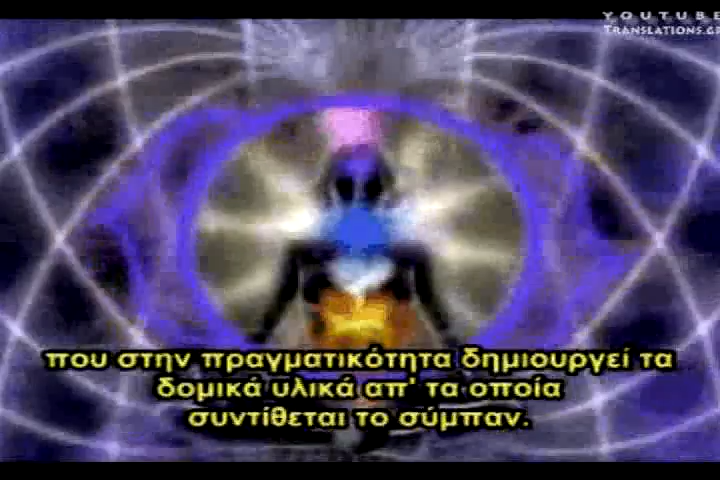 YOUTUBE
TRANSLATIONS.GR
που στην πραγματικότητα δημιουργεί τα
δομικά υλικά απ' τα οποία
συντίθεται το σύμπαν.